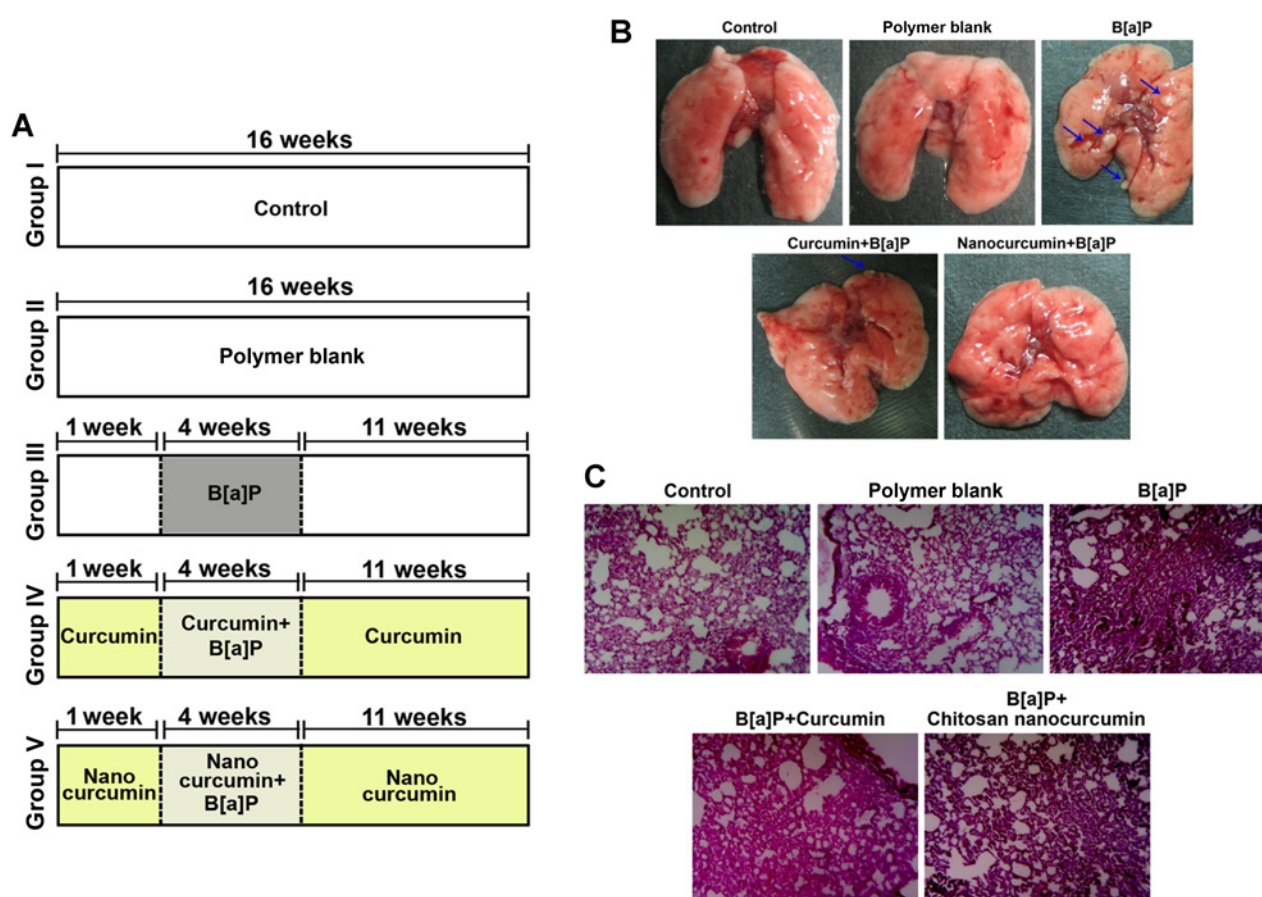 A
Group I
16 weeks
Control
Group II
16 weeks
Polymer blank
Group III
1 week 4 weeks 11 weeks
B[a]P
Group IV
1 week 4 weeks 11 weeks
Curcumin
Curcumin+
B[a]P
Curcumin
Group V
1 week 4 weeks 11 weeks
Nano
curcumin
Nano
curcumin+
B[a]P
Nano
curcumin
B
Control
Polymer blank
B[a]P
Curcumin+B[a]P
Nanocurcumin+B[a]P
C
Control
Polymer blank
B[a]P
B[a]P+Curcumin
B[a]P+
Chitosan nanocurcumin